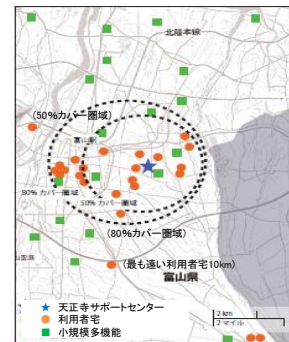 北陸本線
(50%カバー圏域)
富山駅
80% カバー圏域
50% カバー圏域
(80%カバー圏域)
(最も遠い利用者宅10km)
富山県
2 km
2 マイル
天正寺サポートセンター
利用者宅
小規模多機能